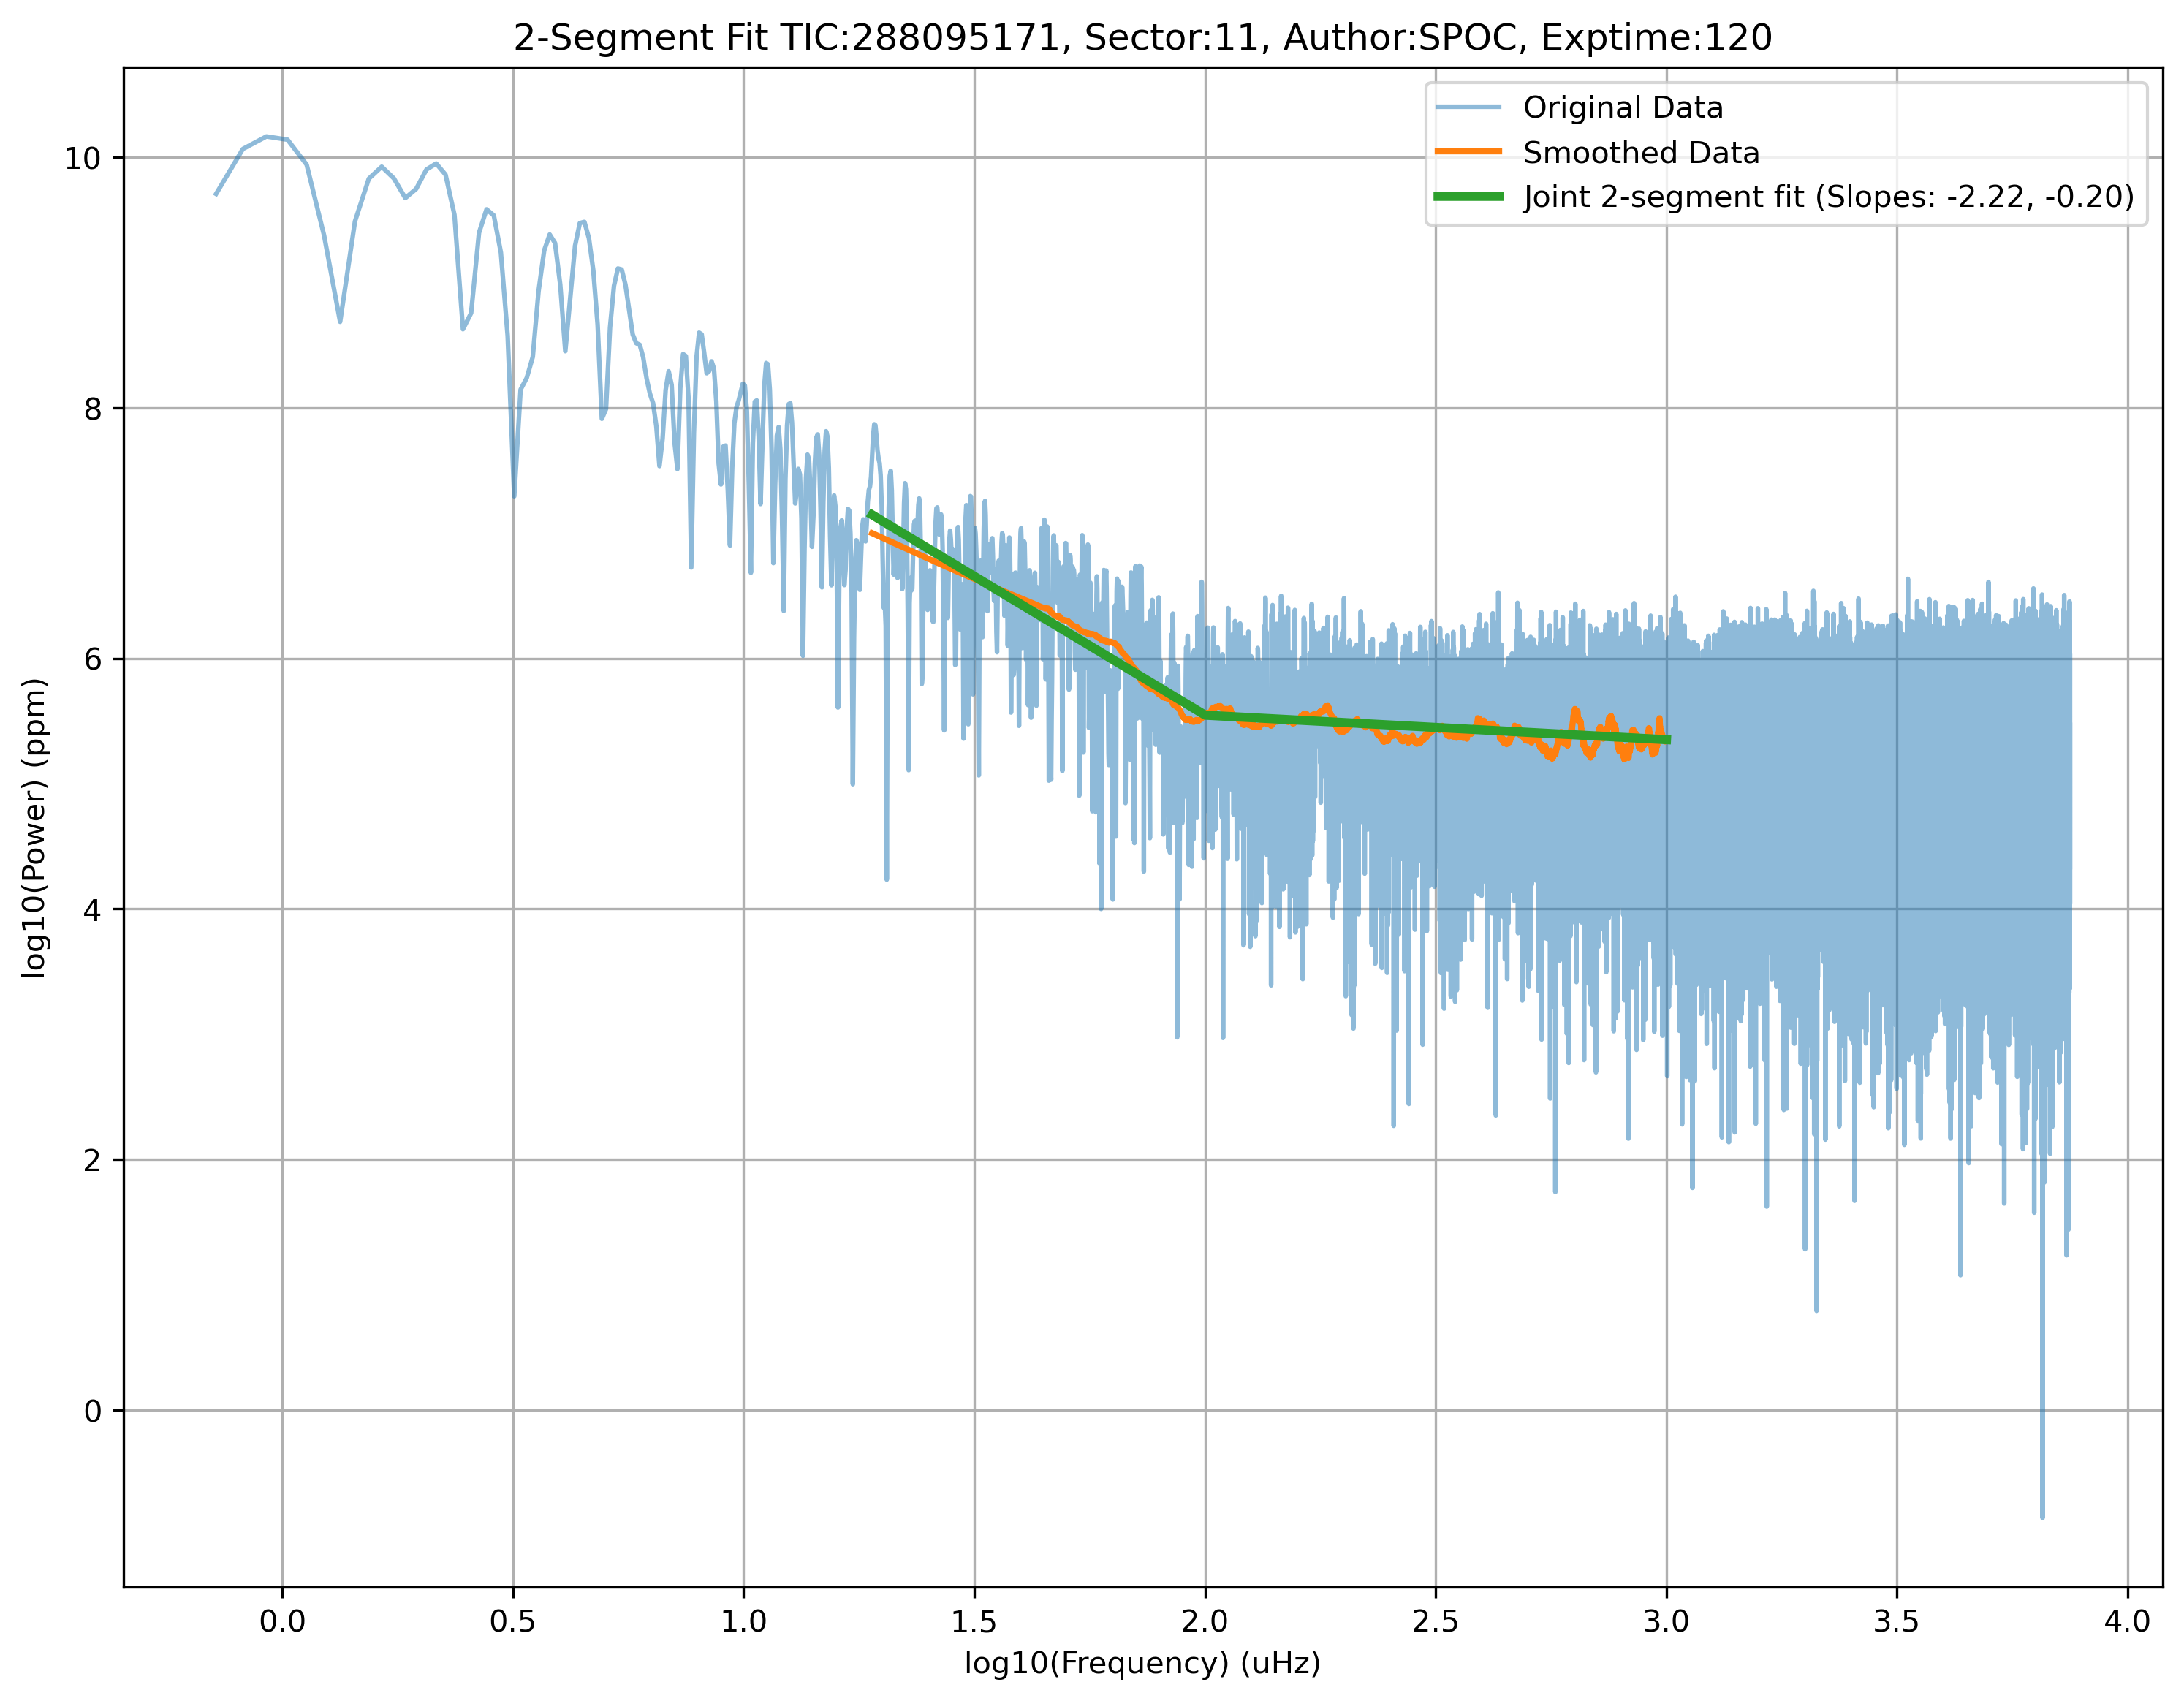 2-Segment Fit TIC:288095171, Sector:11, Author:SPOC, Exptime:120
Original Data
Smoothed Data
Joint 2-segment fit (Slopes: -2.22, -0.20)
log10(Power) (ppm)
10
8
6
4
2
0
0.0 0.5 1.0 1.5 2.0 2.5 3.0 3.5 4.0
log10(Frequency) (uHz)